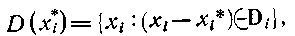 D(x_i^*) = {x_i : (x_i − x_i^*) ∈ D_i},